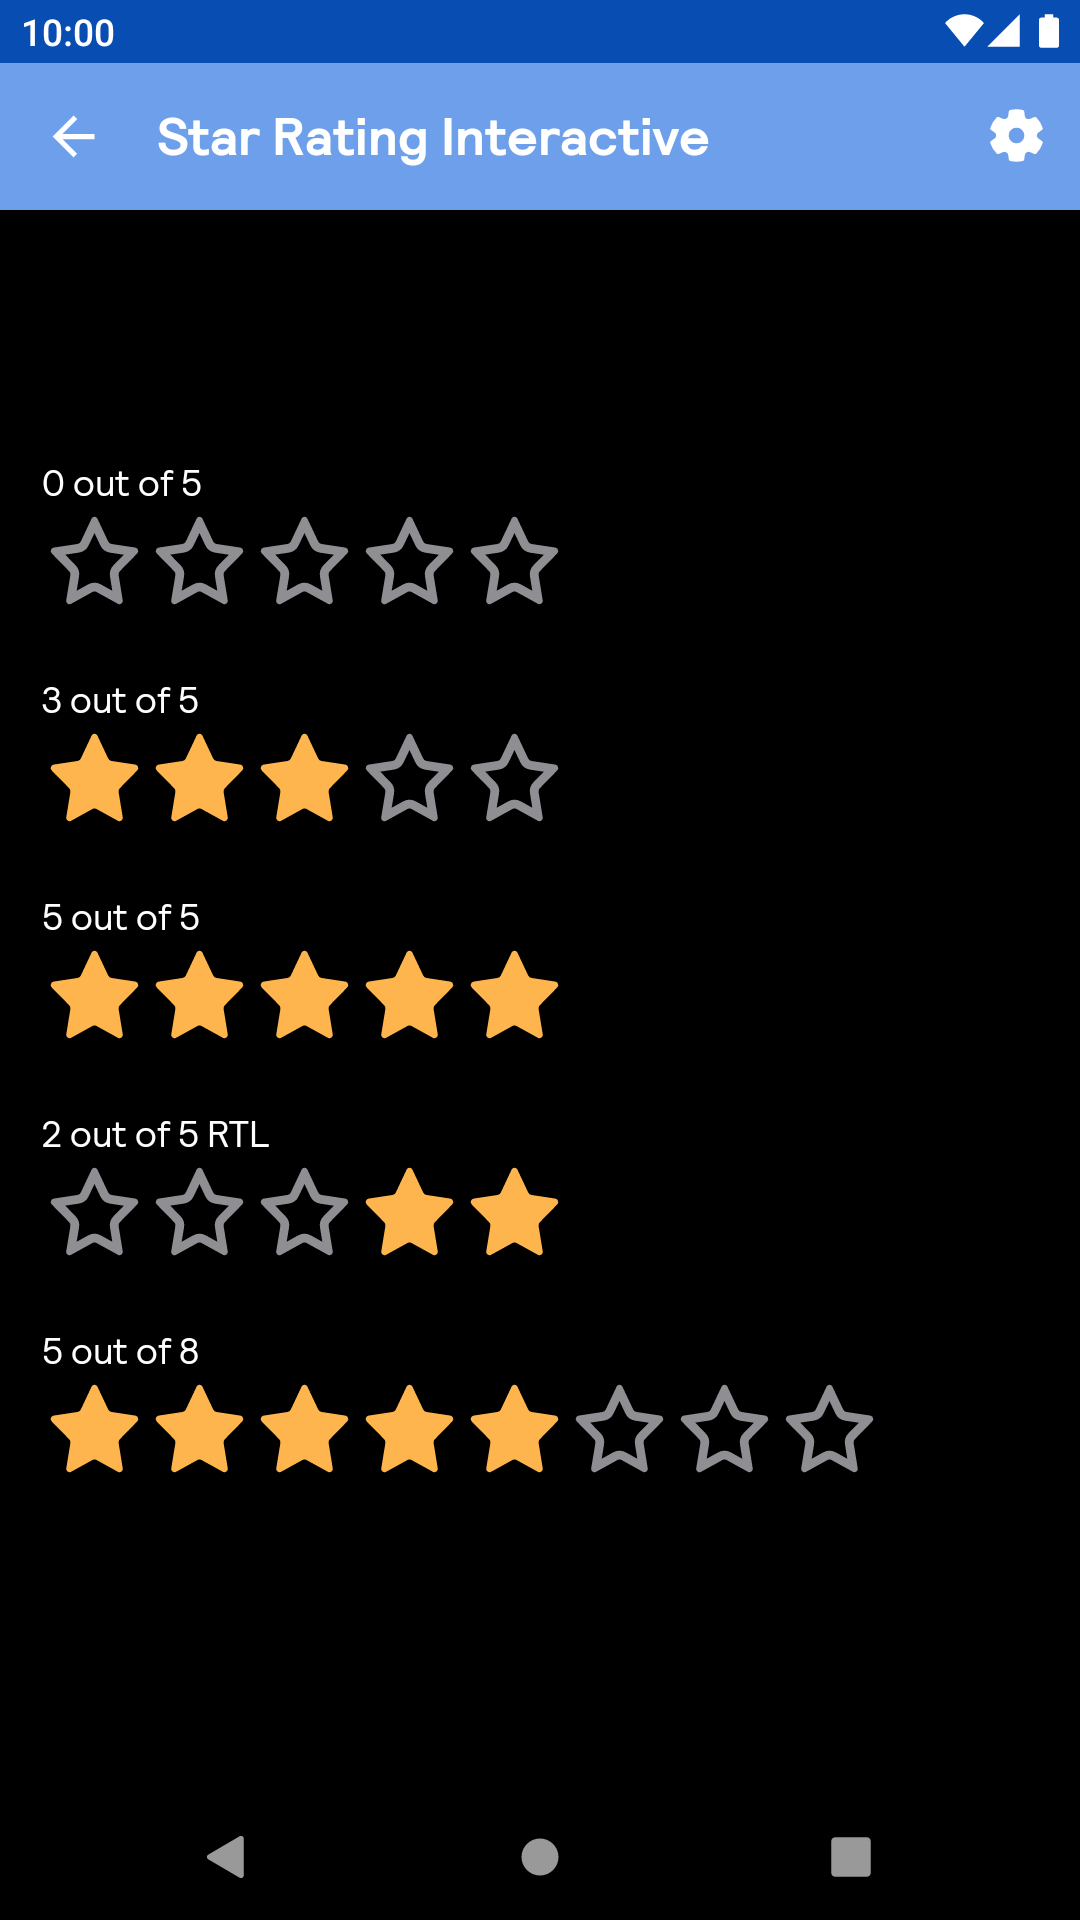 10:00
Star Rating Interactive
0 out of 5
3 out of 5
5 out of 5
2 out of 5 RTL
5 out of 8